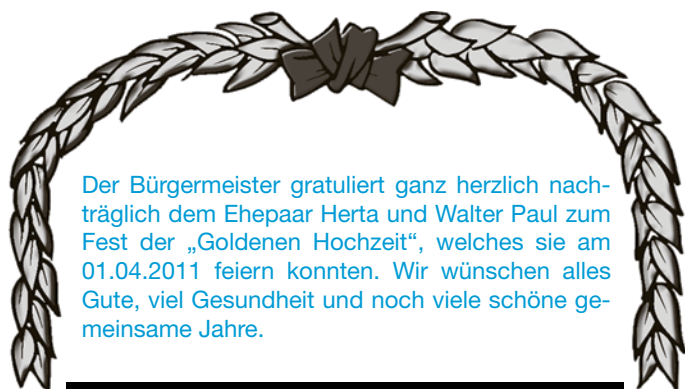 Der Bürgermeister gratuliert ganz herzlich nach-
träglich dem Ehepaar Herta und Walter Paul zum
Fest der „Goldenen Hochzeit“, welches sie am
01.04.2011 feiern konnten. Wir wünschen alles
Gute, viel Gesundheit und noch viele schöne ge-
meinsame Jahre.